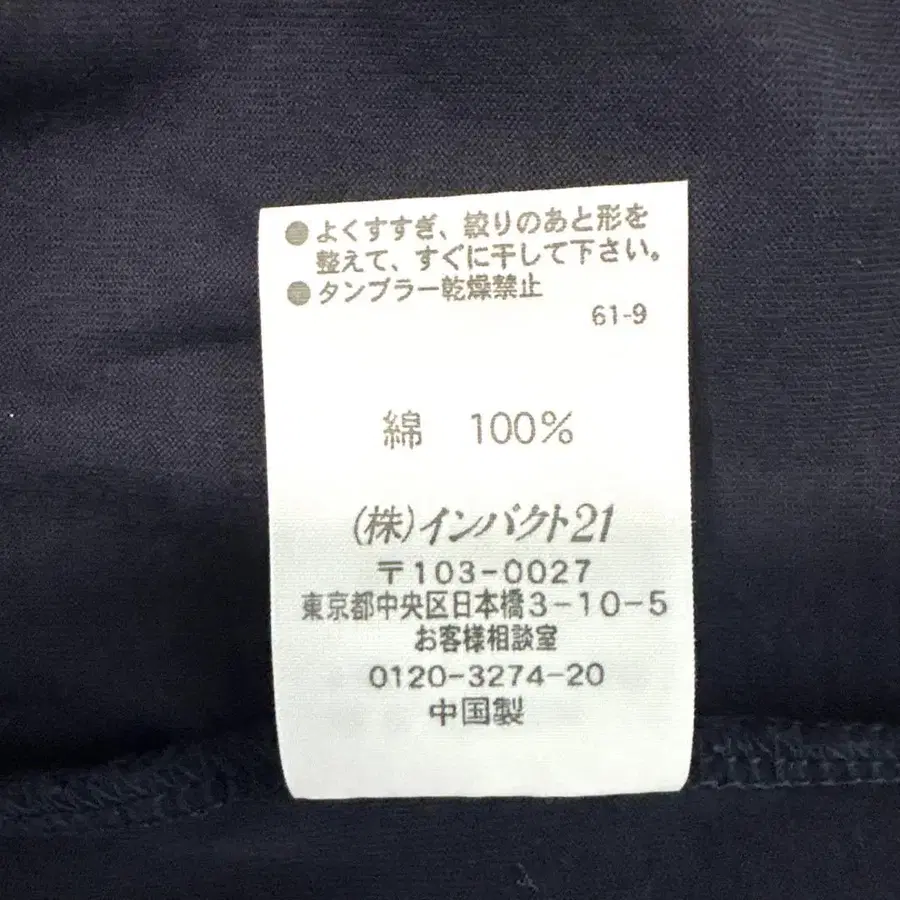 ●よくすすぎ、絞りのあと形を
整えて、すぐに干して下さい。
●タンブラー乾燥禁止
61-9
綿 100%
(株)インパクト21
〒103-0027
東京都中央区日本橋3-10-5
お客様相談室
0120-3274-20
中国製